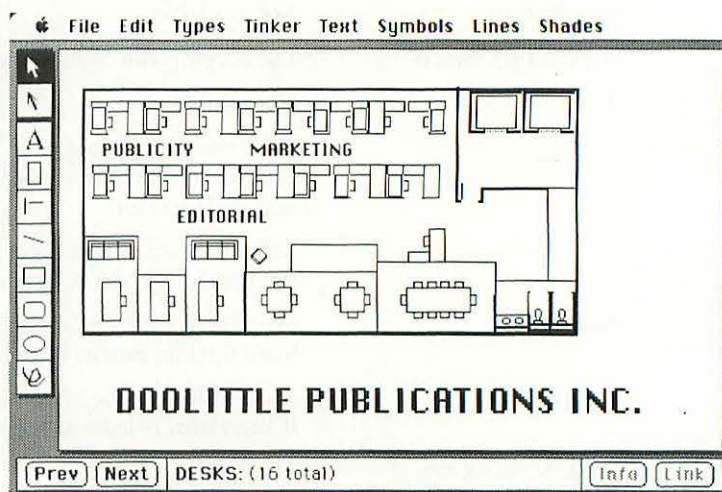 File Edit Types Tinker Text Symbols Lines Shades
A
PUBLICITY MARKETING
EDITORIAL
DOOLITTLE PUBLICATIONS INC.
Prev Next DESKS: (16 total) Info Link